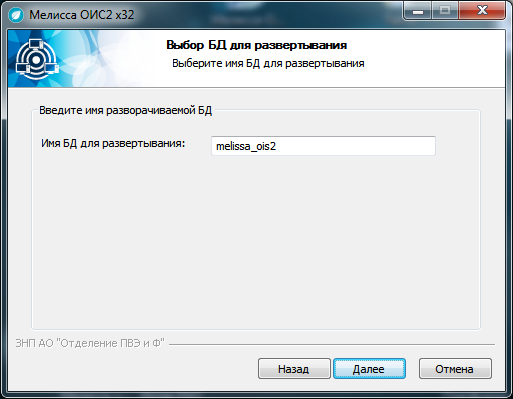 Мелисса ОИС2 x32
Выбор БД для развертывания
Выберите имя БД для развертывания
Введите имя разворачиваемой БД
Имя БД для развертывания:
melissa_ois2
ЗНП АО "Отделение ПВЭ и Ф"
Назад
Далее
Отмена